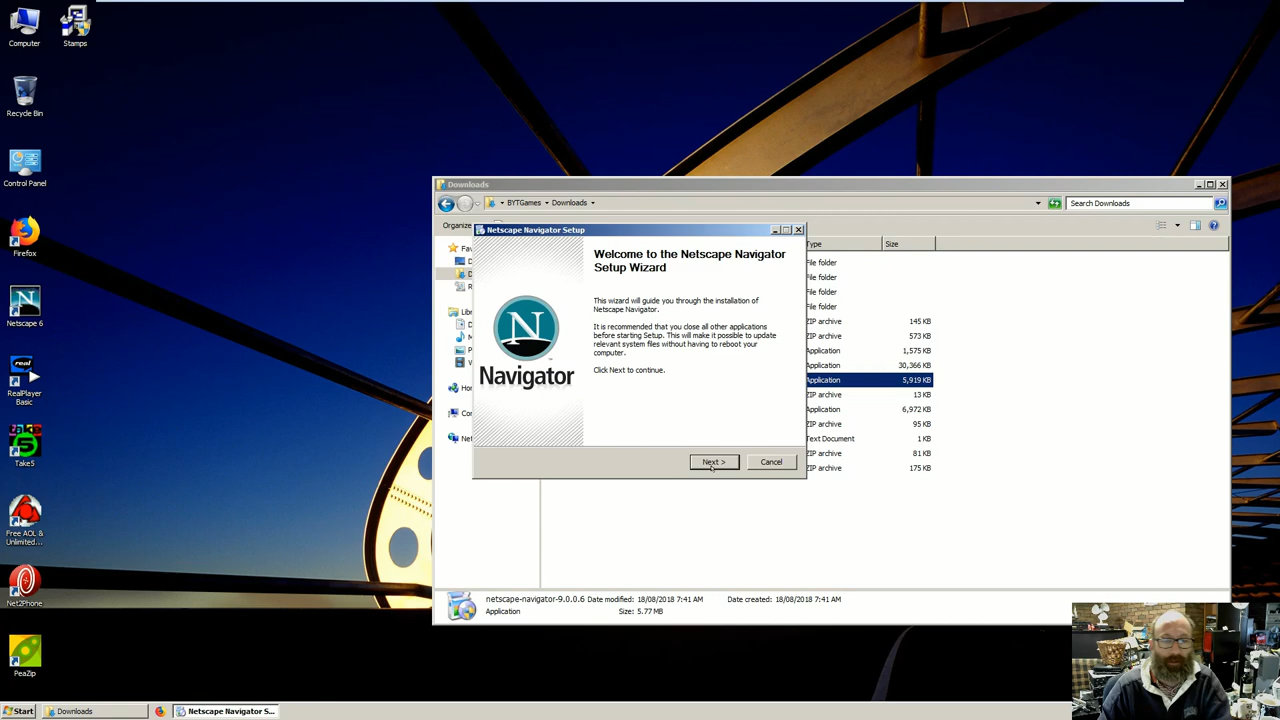 Computer
Stamps
Recycle Bin
Control Panel
Firefox
Netscape 6
real
RealPlayer
Basic
TAKE
5
Take5
Free AOL &
Unlimited...
Net2Phone
PeaZip
Downloads
BYTGames
Downloads
Search Downloads
Organize
Type
Size
Fav
D
D
R
Libr
D
M
P
V
Hom
Com
Net
File folder
File folder
File folder
File folder
ZIP archive 145 KB
ZIP archive 573 KB
Application 1,575 KB
Application 30,366 KB
Application 5,919 KB
ZIP archive 13 KB
Application 6,972 KB
ZIP archive 95 KB
Text Document 1 KB
ZIP archive 81 KB
ZIP archive 175 KB
Netscape Navigator Setup
Welcome to the Netscape Navigator
Setup Wizard
This wizard will guide you through the installation of
Netscape Navigator.
It is recommended that you close all other applications
before starting Setup. This will make it possible to update
relevant system files without having to reboot your
computer.
Click Next to continue.
N
Navigator
Next >
Cancel
netscape-navigator-9.0.0.6 Date modified: 18/08/2018 7:41 AM Date created: 18/08/2018 7:41 AM
Application Size: 5.77 MB
Start
Downloads
Netscape Navigator S...